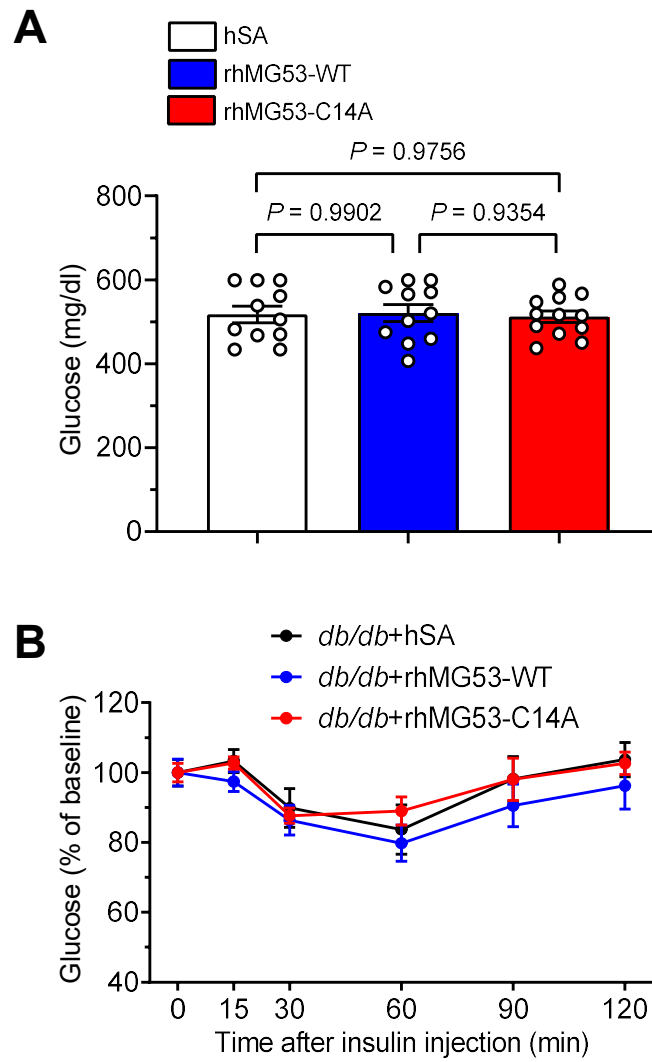 A
hSA
rhMG53-WT
rhMG53-C14A
P = 0.9756
P = 0.9902
P = 0.9354
800
600
400
200
0
Glucose (mg/dl)
B
db/db+hSA
db/db+rhMG53-WT
db/db+rhMG53-C14A
120
100
80
60
40
Glucose (% of baseline)
0 15 30 60 90 120
Time after insulin injection (min)